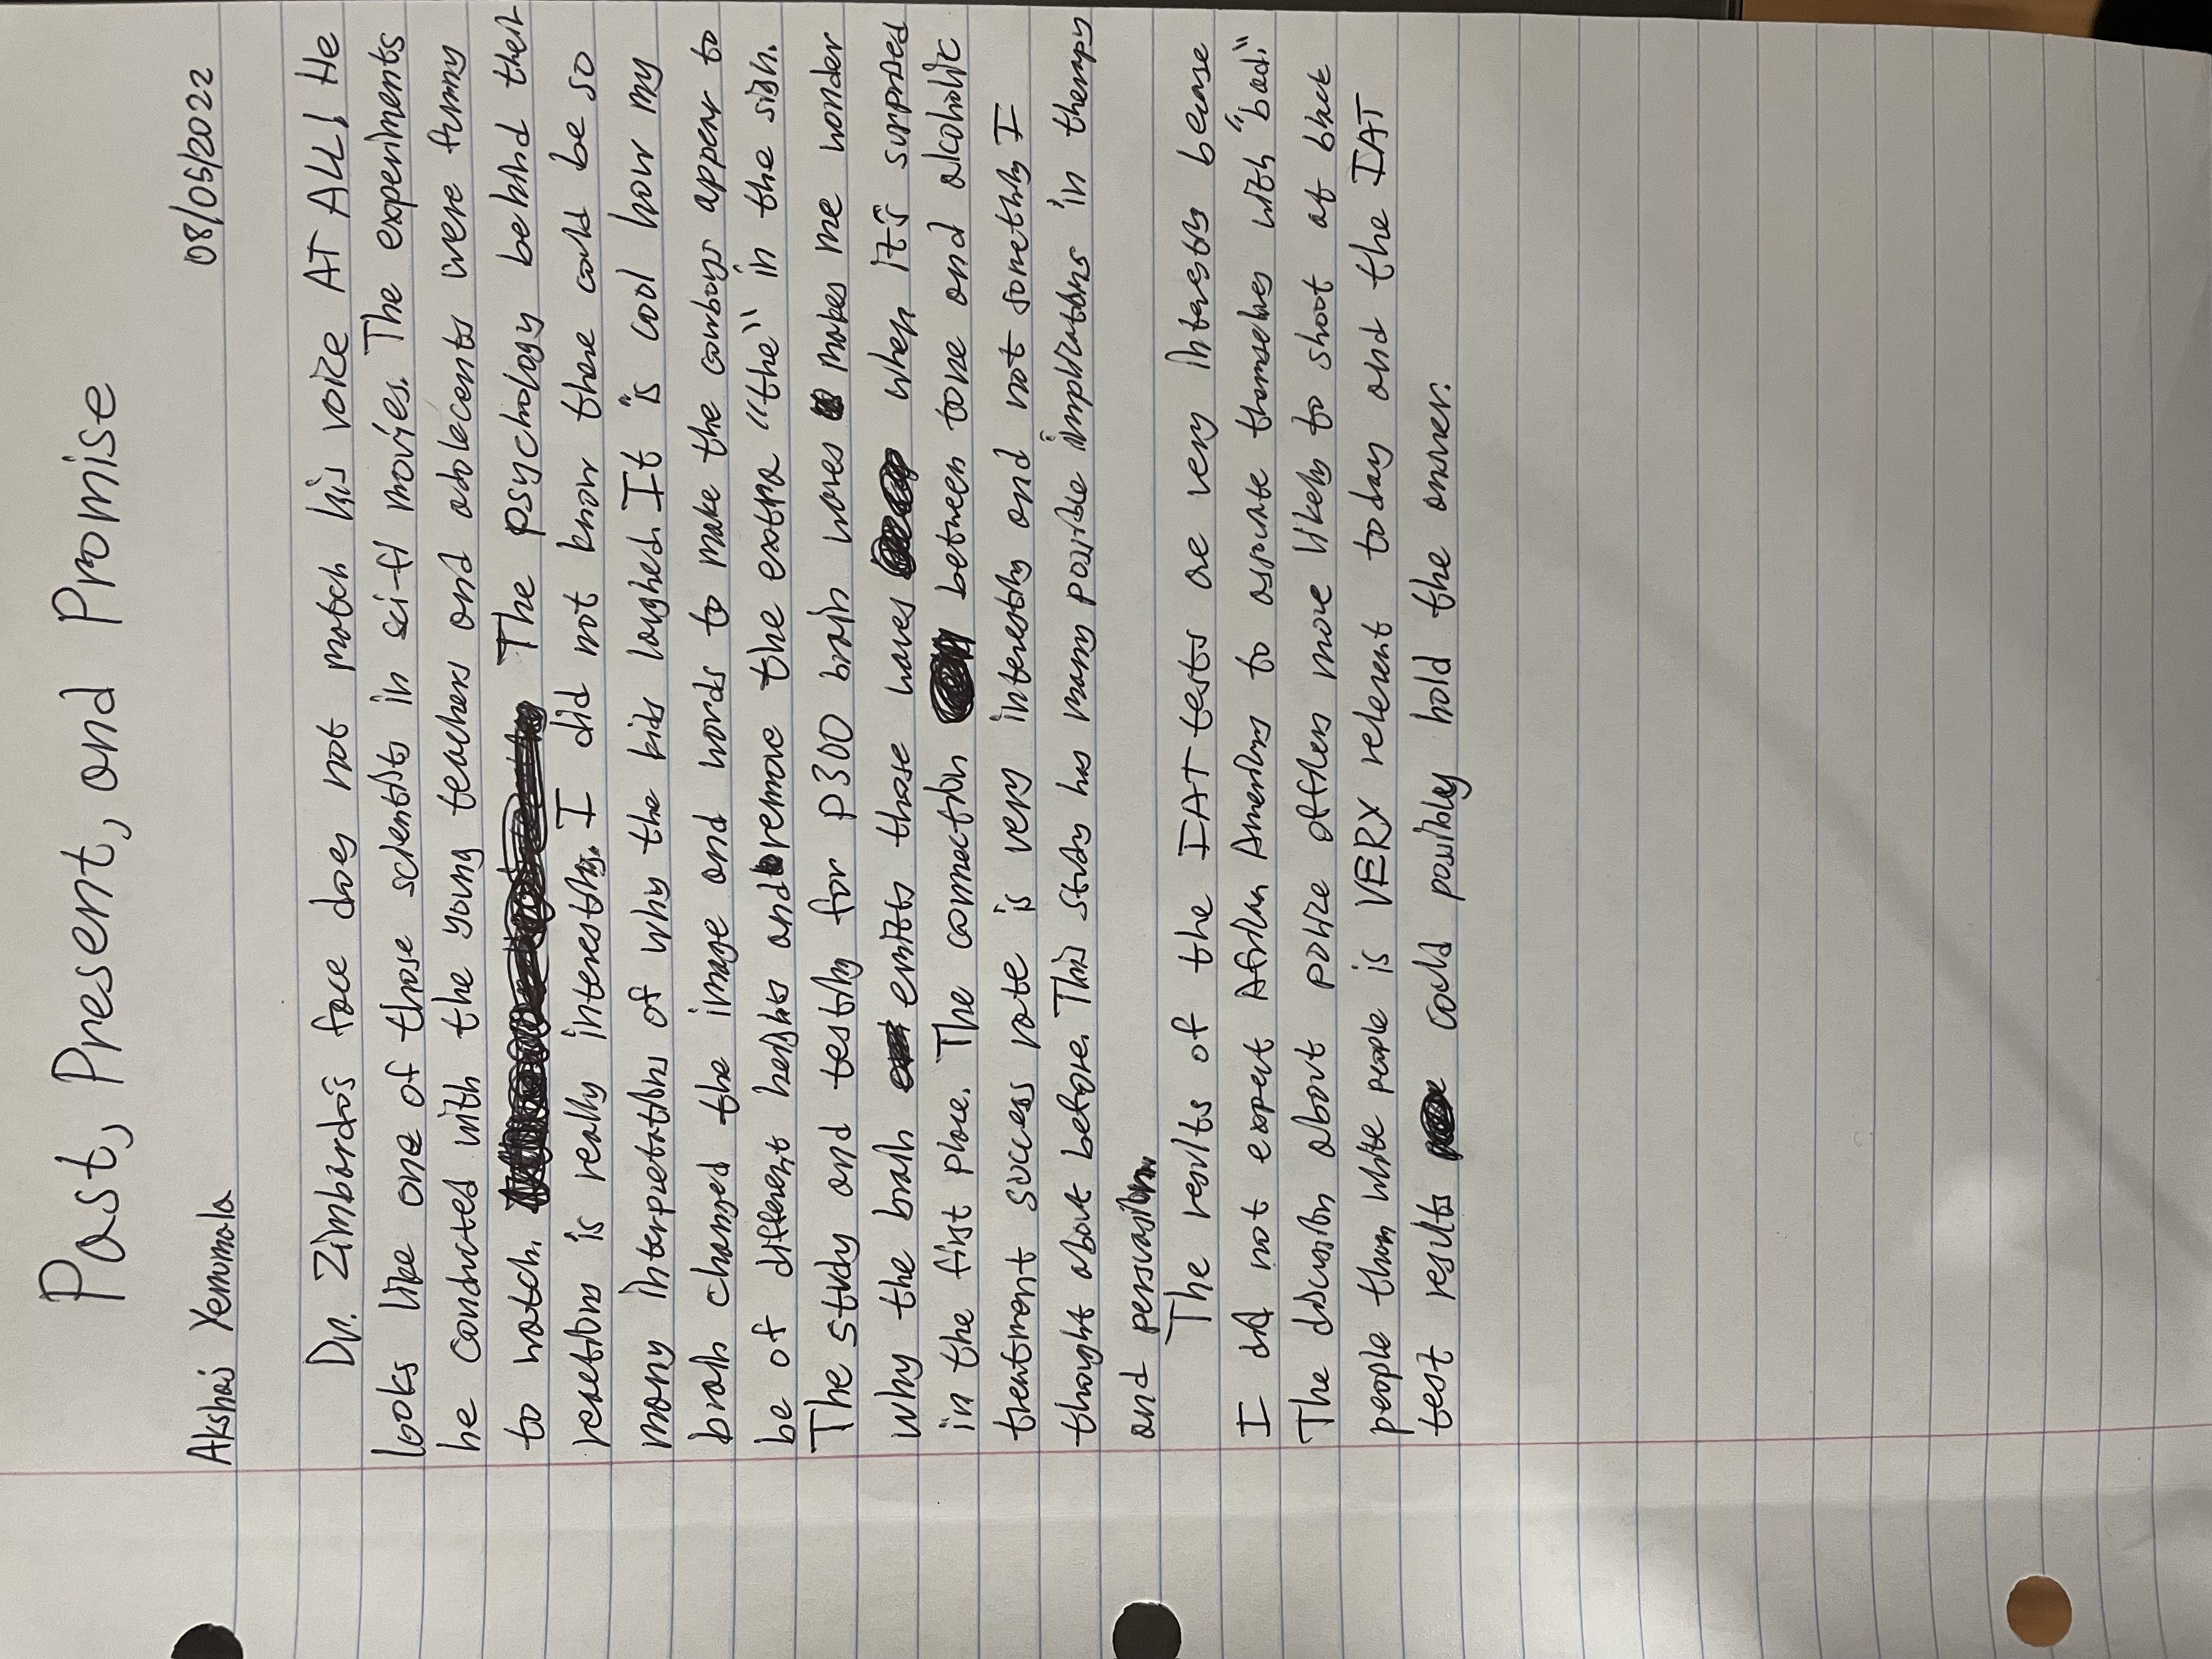 Past, Present, and Promise
Akshaj Yenumala 08/05/2022
Dr. Zimbardo's face does not match his voice AT ALL! He
looks like one of those scientists in sci-fi movies. The experiments
he conducted with the young teachers and adolecents were funny
to watch. The psychology behind their
reactions is really interesting. I did not know there could be so
many interpretations of why the kids laughed. It is cool how my
brain changed the image and words to make the cowboys appear to
be of different heights and remove the extra "the" in the sign.
The study and testing for P300 brain waves makes me wonder
why the brain emitts those waves when it's surprised
in the first place. The connection between tone and alcoholic
treatment success rate is very interesting and not something I
thought about before. This study has many possible implications in therapy
and persuasion.
The results of the IAT tests are very interesting because
I did not expect African Americans to associate themselves with "bad."
The discussion about police officers more likely to shoot at black
people than white people is VERY relevent today and the IAT
test results could possibly hold the answer.